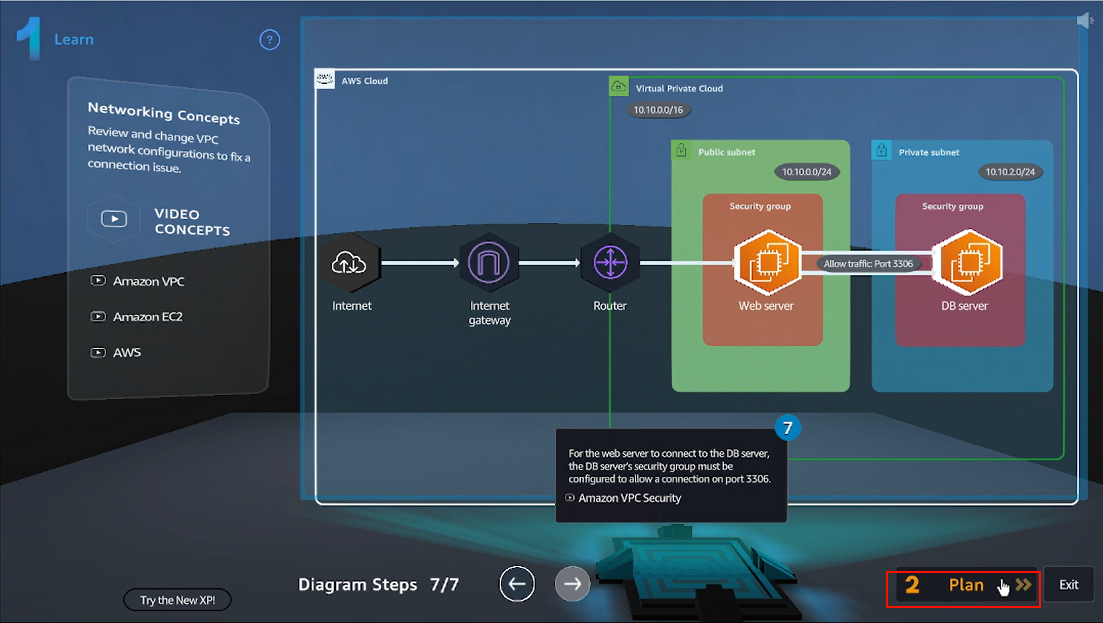 1 Learn
?
Networking Concepts
Review and change VPC
network configurations to fix a
connection issue.
VIDEO
CONCEPTS
Amazon VPC
Amazon EC2
AWS
aws
AWS Cloud
Virtual Private Cloud
10.10.0.0/16
Public subnet
10.10.0.0/24
Security group
Private subnet
10.10.2.0/24
Security group
Internet
Internet
gateway
Router
Web server
Allow traffic: Port 3306
DB server
7
For the web server to connect to the DB server,
the DB server's security group must be
configured to allow a connection on port 3306.
Amazon VPC Security
Try the New XP!
Diagram Steps 7/7
2 Plan
Exit